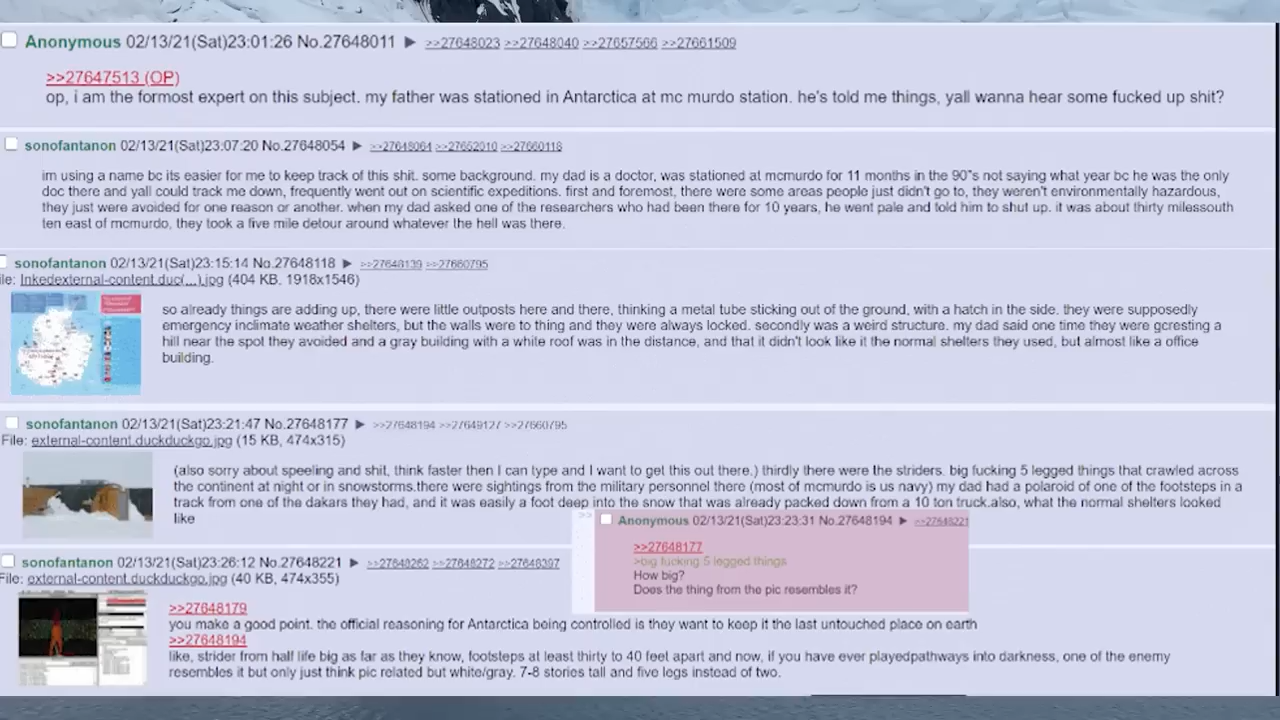 Anonymous 02/13/21(Sat)23:01:26 No.27648011 ▶ >>27648023 >>27648040 >>27657566 >>27661509
>>27647513 (OP)
op, i am the formost expert on this subject. my father was stationed in Antarctica at mc murdo station. he's told me things, yall wanna hear some fucked up shit?
sonofantanon 02/13/21(Sat)23:07:20 No.27648054 ▶ >>27648064 >>27652010 >>27660118
im using a name bc its easier for me to keep track of this shit. some background. my dad is a doctor, was stationed at mcmurdo for 11 months in the 90"s not saying what year bc he was the only
doc there and yall could track me down, frequently went out on scientific expeditions. first and foremost, there were some areas people just didn't go to, they weren't environmentally hazardous,
they just were avoided for one reason or another. when my dad asked one of the researchers who had been there for 10 years, he went pale and told him to shut up. it was about thirty milessouth
ten east of mcmurdo, they took a five mile detour around whatever the hell was there.
sonofantanon 02/13/21(Sat)23:15:14 No.27648118 ▶ >>27648139 >>27660795
ile: Inkedexternal-content.duc(...).jpg (404 KB, 1918x1546)
so already things are adding up, there were little outposts here and there, thinking a metal tube sticking out of the ground, with a hatch in the side. they were supposedly
emergency inclimate weather shelters, but the walls were to thing and they were always locked. secondly was a weird structure. my dad said one time they were gcresting a
hill near the spot they avoided and a gray building with a white roof was in the distance, and that it didn't look like it the normal shelters they used, but almost like a office
building.
sonofantanon 02/13/21(Sat)23:21:47 No.27648177 ▶ >>27648194 >>27649127 >>27660795
File: external-content.duckduckgo.jpg (15 KB, 474x315)
(also sorry about speeling and shit, think faster then I can type and I want to get this out there.) thirdly there were the striders. big fucking 5 legged things that crawled across
the continent at night or in snowstorms.there were sightings from the military personnel there (most of mcmurdo is us navy) my dad had a polaroid of one of the footsteps in a
track from one of the dakars they had, and it was easily a foot deep into the snow that was already packed down from a 10 ton truck.also, what the normal shelters looked
like
>> Anonymous 02/13/21(Sat)23:23:31 No.27648194 ▶ >>27648221
>>27648177
>big fucking 5 legged things
How big?
Does the thing from the pic resembles it?
sonofantanon 02/13/21(Sat)23:26:12 No.27648221 ▶ >>27648262 >>27648272 >>27648397
File: external-content.duckduckgo.jpg (40 KB, 474x355)
>>27648179
you make a good point. the official reasoning for Antarctica being controlled is they want to keep it the last untouched place on earth
>>27648194
like, strider from half life big as far as they know, footsteps at least thirty to 40 feet apart and now, if you have ever playedpathways into darkness, one of the enemy
resembles it but only just think pic related but white/gray. 7-8 stories tall and five legs instead of two.